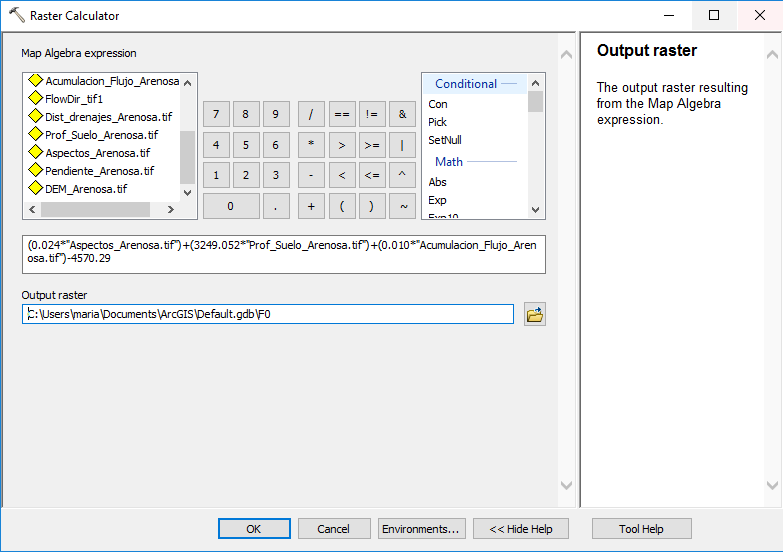 Raster Calculator
Map Algebra expression
Acumulacion_Flujo_Arenosa
FlowDir_tif1
Dist_drenajes_Arenosa.tif
Prof_Suelo_Arenosa.tif
Aspectos_Arenosa.tif
Pendiente_Arenosa.tif
DEM_Arenosa.tif
7 8 9 / == != &
4 5 6 * > >= |
1 2 3 - < <= ^
0 . + ( ) ~
Conditional
Con
Pick
SetNull
Math
Abs
Exp
Exp10
(0.024*"Aspectos_Arenosa.tif")+(3249.052*"Prof_Suelo_Arenosa.tif")+(0.010*"Acumulacion_Flujo_Aren
osa.tif")-4570.29
Output raster
C:\Users\maria\Documents\ArcGIS\Default.gdb\F0
OK
Cancel
Environments...
<< Hide Help
Tool Help
Output raster
The output raster resulting
from the Map Algebra
expression.